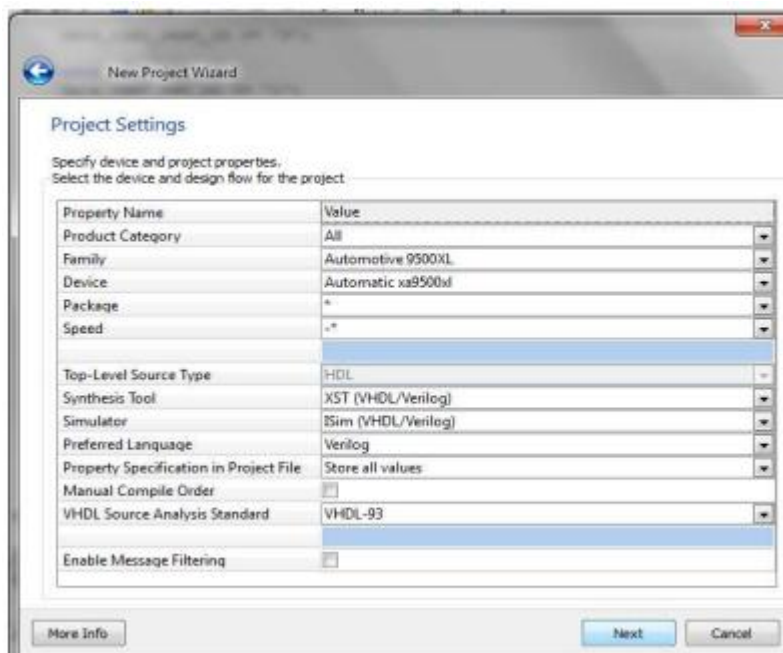 New Project Wizard
Project Settings
Specify device and project properties.
Select the device and design flow for the project
Property Name Value
Product Category All
Family Automotive 9500XL
Device Automatic xa9500xl
Package *
Speed -*
Top-Level Source Type HDL
Synthesis Tool XST (VHDL/Verilog)
Simulator ISim (VHDL/Verilog)
Preferred Language Verilog
Property Specification in Project File Store all values
Manual Compile Order
VHDL Source Analysis Standard VHDL-93
Enable Message Filtering
More Info Next Cancel